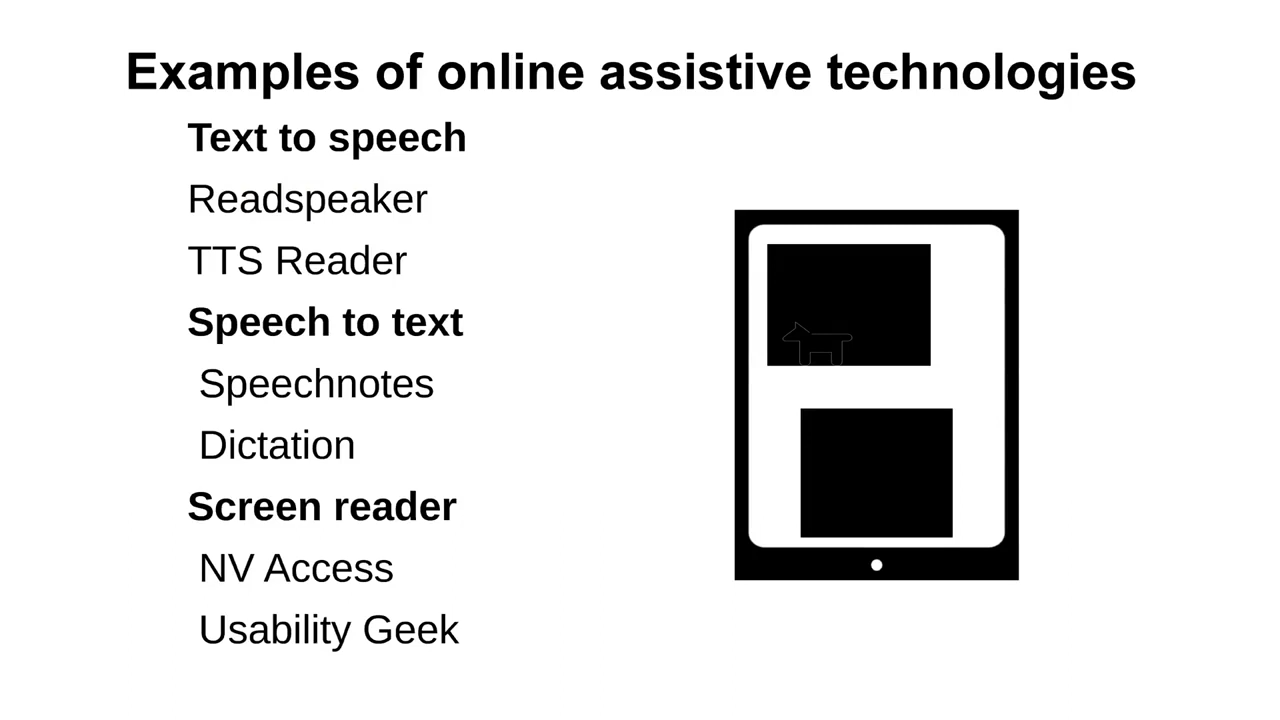 Examples of online assistive technologies
Text to speech
Readspeaker
TTS Reader
Speech to text
Speechnotes
Dictation
Screen reader
NV Access
Usability Geek